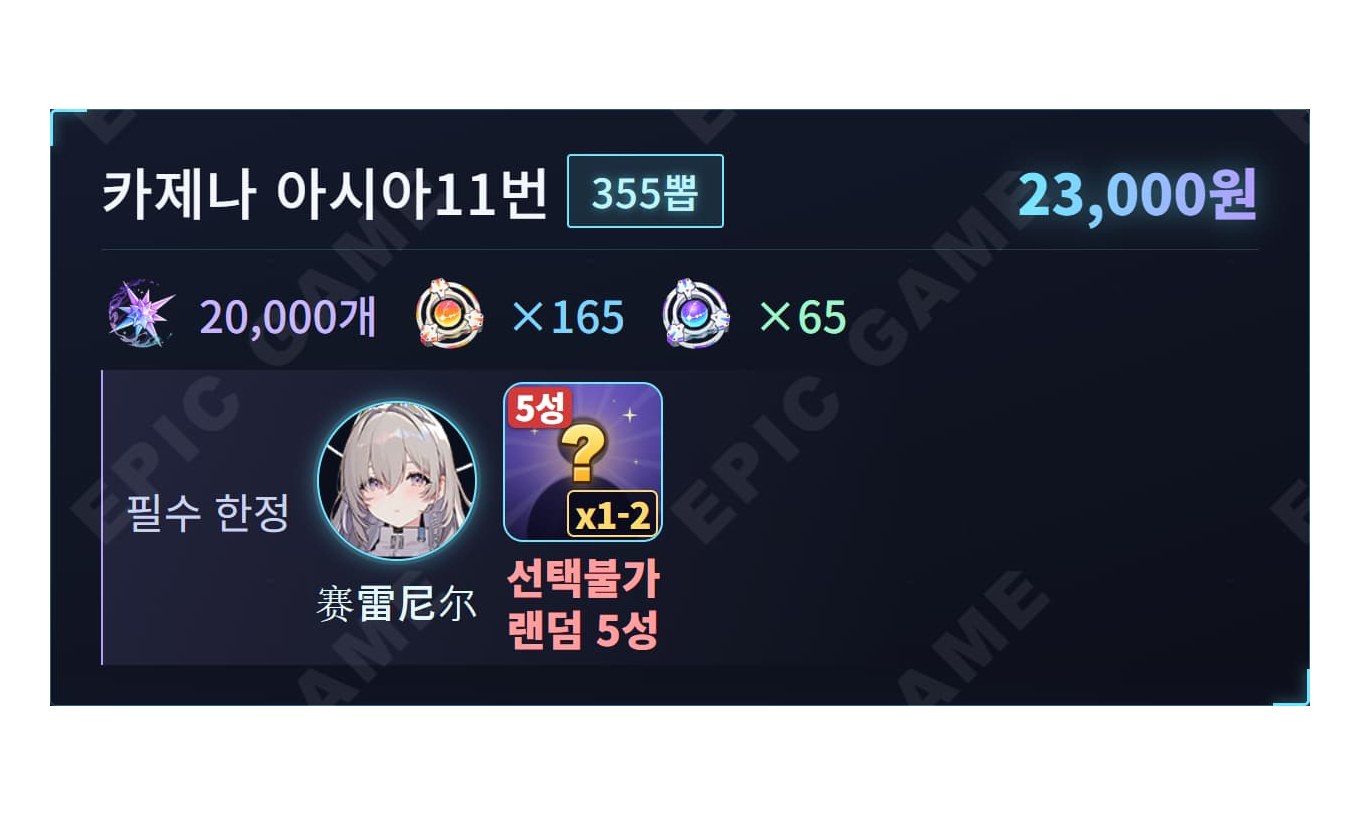 카제나 아시아11번 355뽑 23,000원
20,000개 ×165 ×65
필수 한정
赛雷尼尔
5성
?
x1-2
선택불가
랜덤 5성
EPIC GAME
EPIC GAME